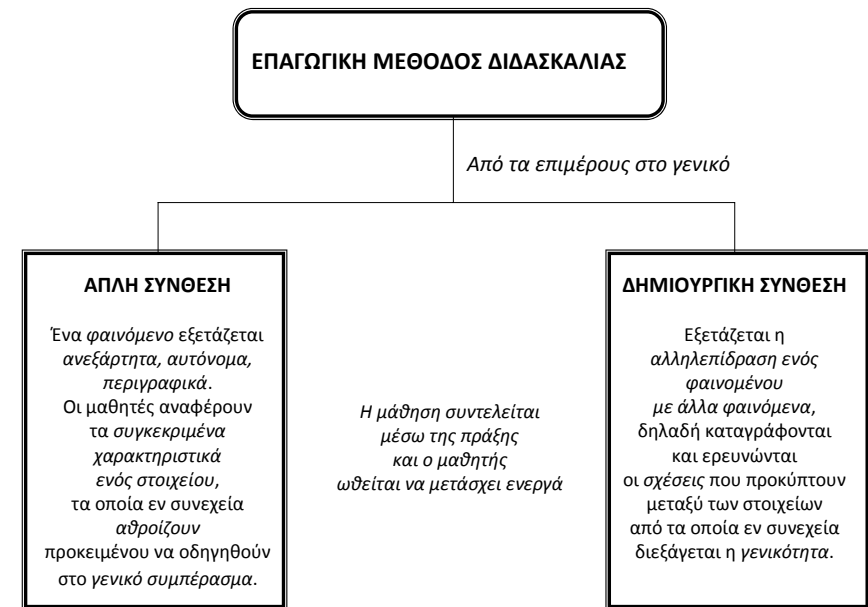 ΕΠΑΓΩΓΙΚΗ ΜΕΘΟΔΟΣ ΔΙΔΑΣΚΑΛΙΑΣ
Από τα επιμέρους στο γενικό
ΑΠΛΗ ΣΥΝΘΕΣΗ
Ένα φαινόμενο εξετάζεται
ανεξάρτητα, αυτόνομα,
περιγραφικά.
Οι μαθητές αναφέρουν
τα συγκεκριμένα
χαρακτηριστικά
ενός στοιχείου,
τα οποία εν συνεχεία
αθροίζουν
προκειμένου να οδηγηθούν
στο γενικό συμπέρασμα.
Η μάθηση συντελείται
μέσω της πράξης
και ο μαθητής
ωθείται να μετάσχει ενεργά
ΔΗΜΙΟΥΡΓΙΚΗ ΣΥΝΘΕΣΗ
Εξετάζεται η
αλληλεπίδραση ενός
φαινομένου
με άλλα φαινόμενα,
δηλαδή καταγράφονται
και ερευνώνται
οι σχέσεις που προκύπτουν
μεταξύ των στοιχείων
από τα οποία εν συνεχεία
διεξάγεται η γενικότητα.